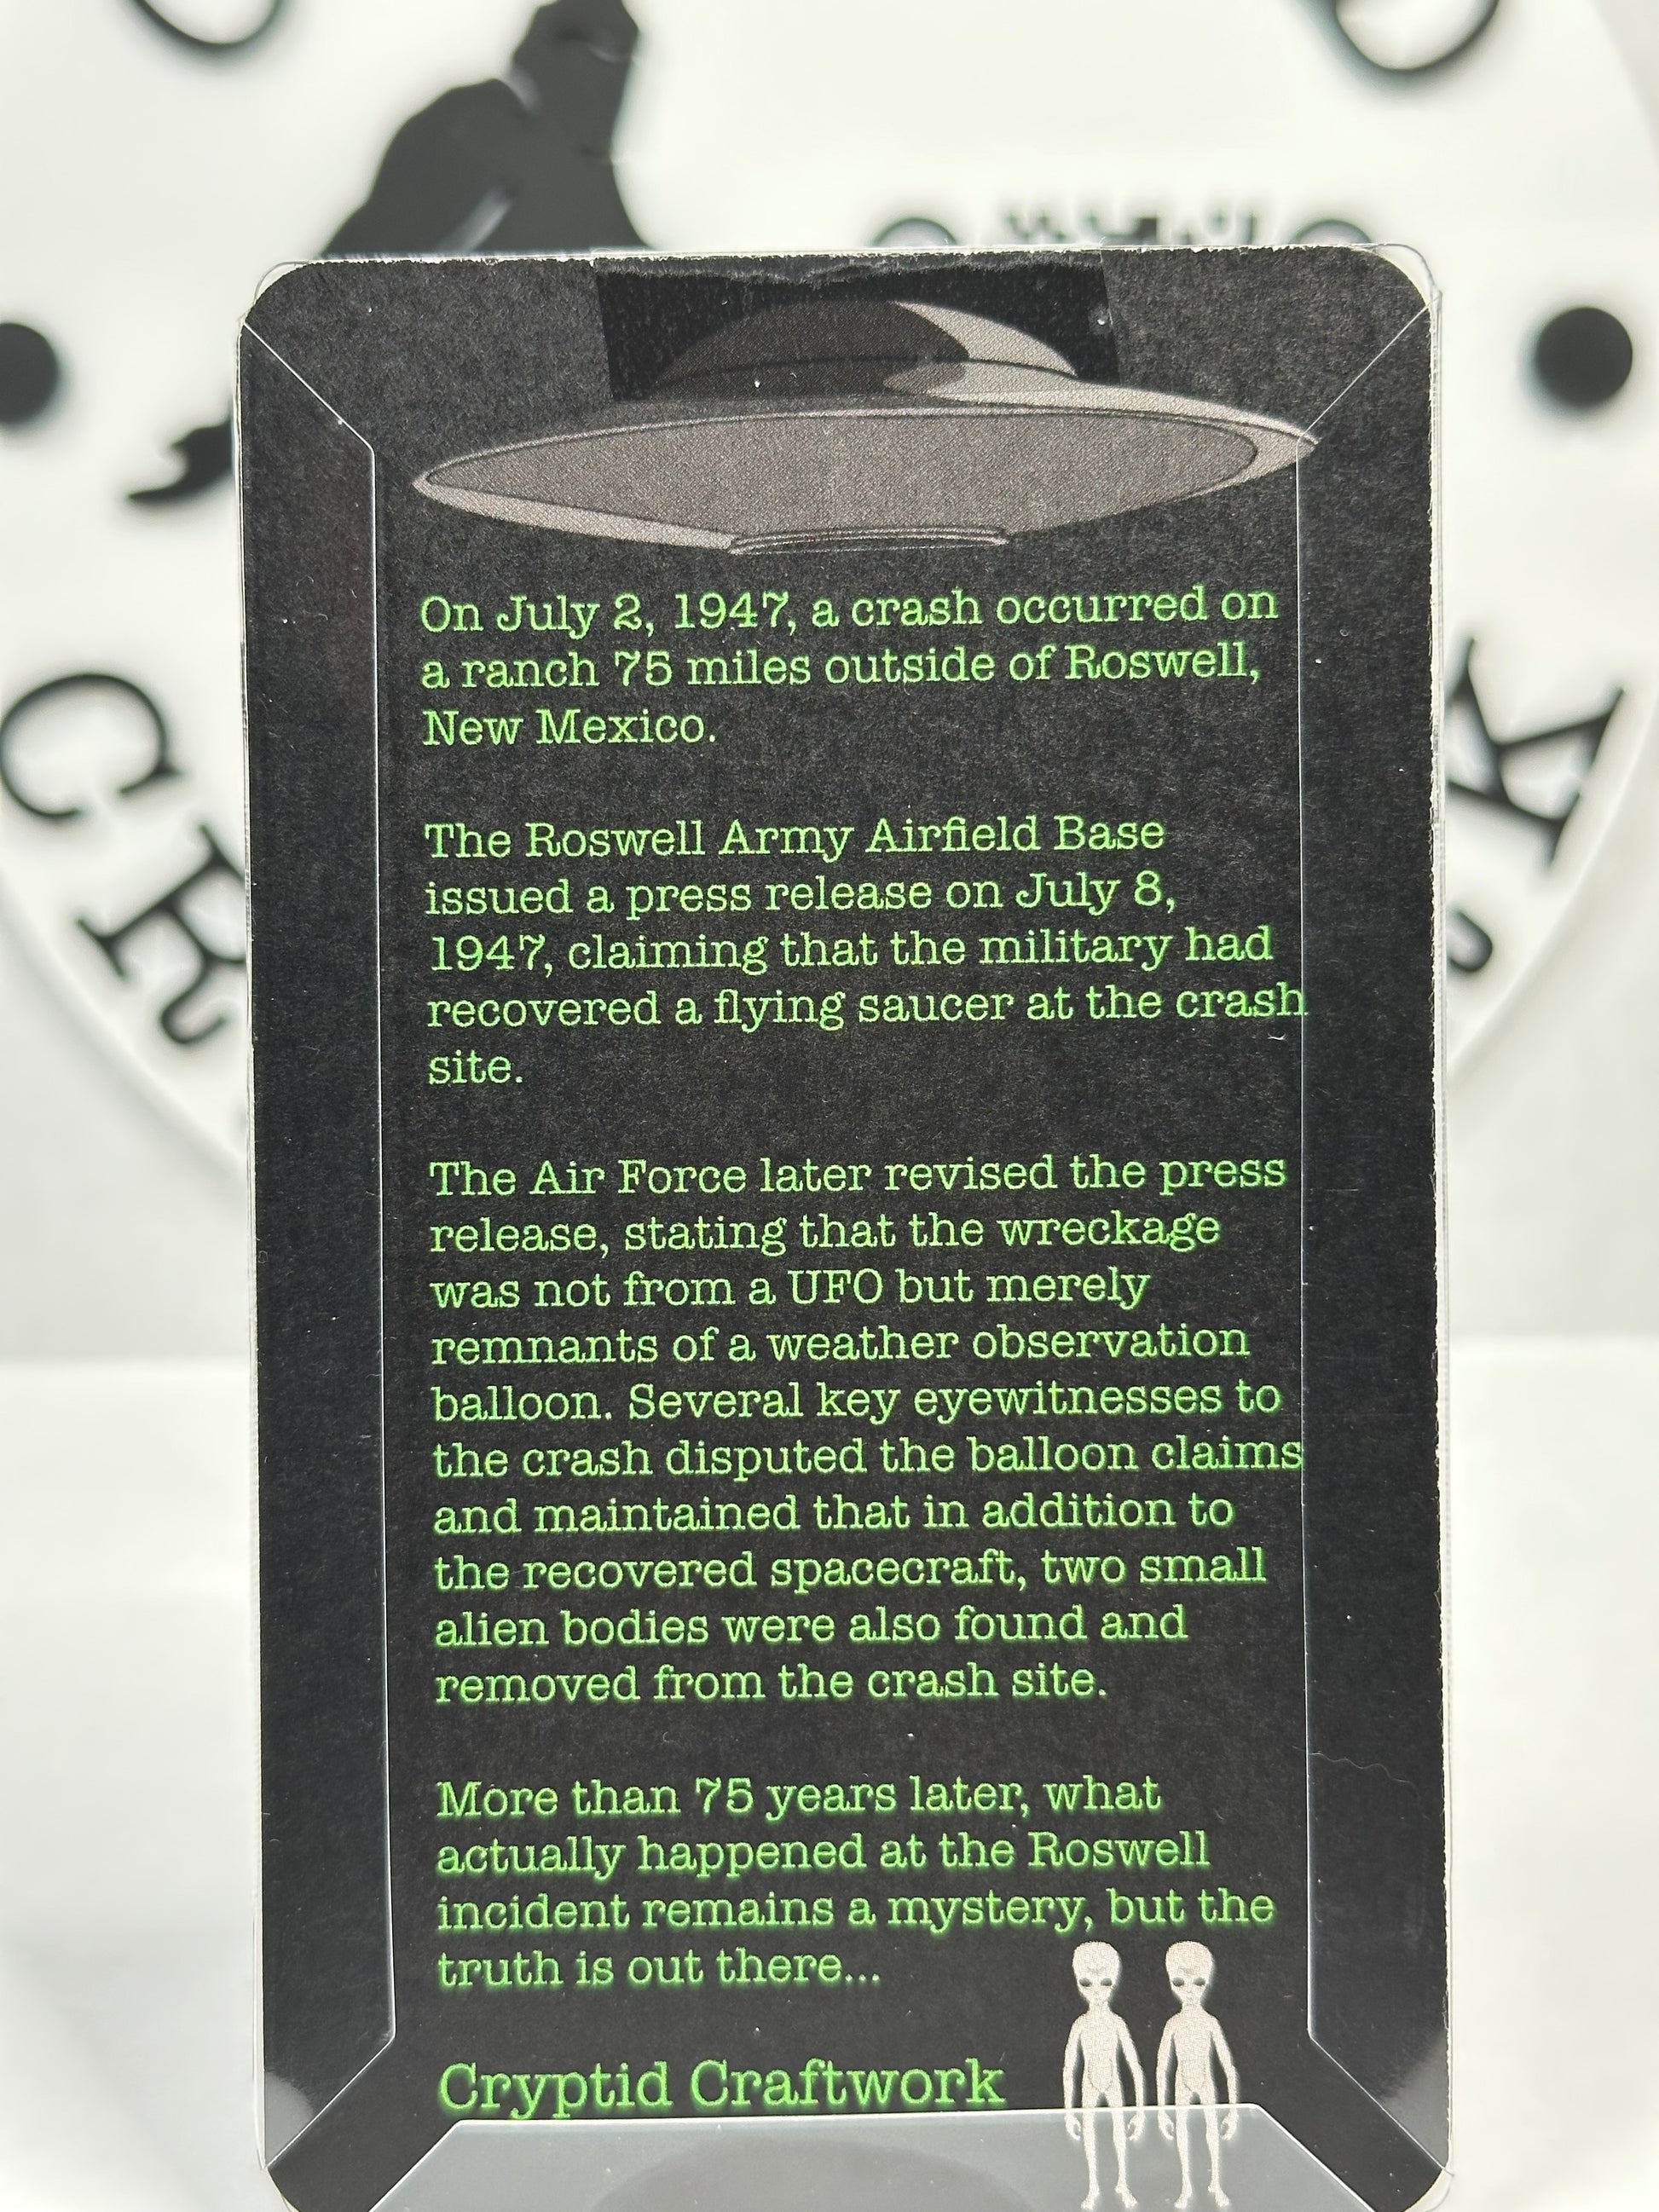 On July 2, 1947, a crash occurred on
a ranch 75 miles outside of Roswell,
New Mexico.
The Roswell Army Airfield Base
issued a press release on July 8,
1947, claiming that the military had
recovered a flying saucer at the crash
site.
The Air Force later revised the press
release, stating that the wreckage
was not from a UFO but merely
remnants of a weather observation
balloon. Several key eyewitnesses to
the crash disputed the balloon claims
and maintained that in addition to
the recovered spacecraft, two small
alien bodies were also found and
removed from the crash site.
More than 75 years later, what
actually happened at the Roswell
incident remains a mystery, but the
truth is out there...
Cryptid Craftwork